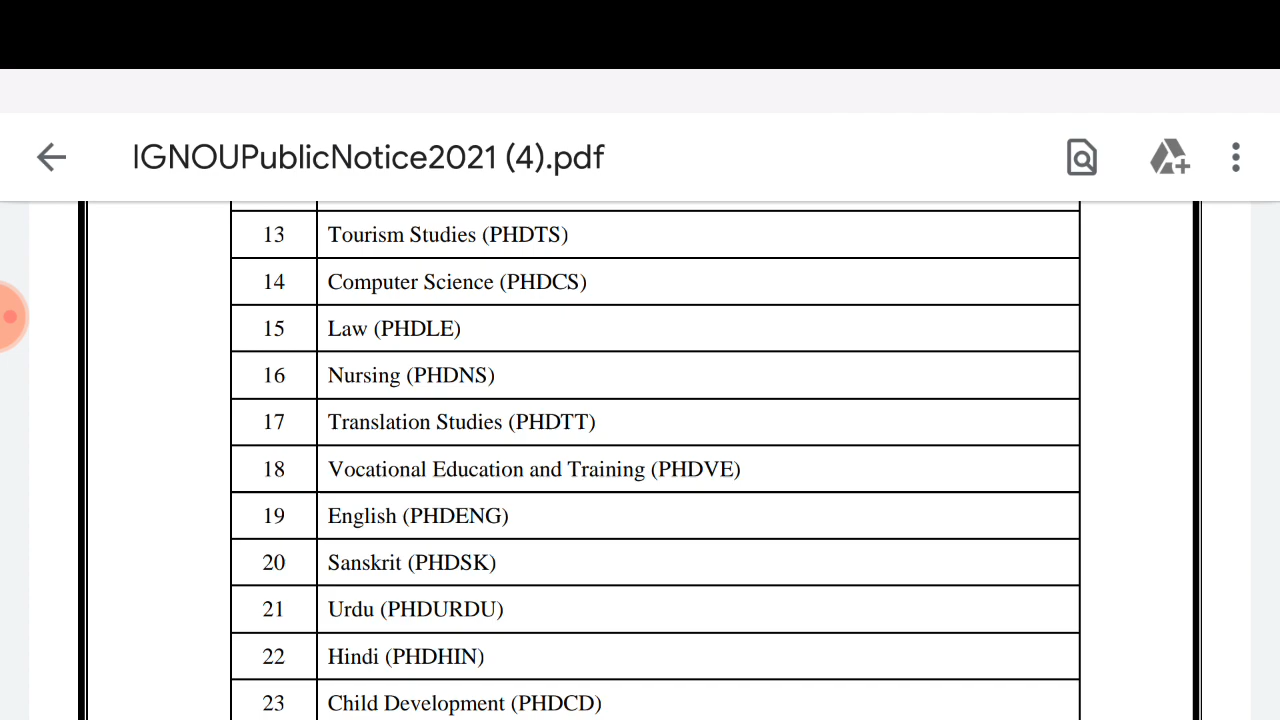 IGNOUPublicNotice2021 (4).pdf
13 Tourism Studies (PHDTS)
14 Computer Science (PHDCS)
15 Law (PHDLE)
16 Nursing (PHDNS)
17 Translation Studies (PHDTT)
18 Vocational Education and Training (PHDVE)
19 English (PHDENG)
20 Sanskrit (PHDSK)
21 Urdu (PHDURDU)
22 Hindi (PHDHIN)
23 Child Development (PHDCD)